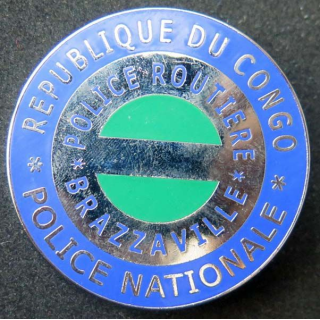 REPUBLIQUE DU CONGO
* POLICE NATIONALE *
POLICE ROUTIERE
* BRAZZAVILLE *